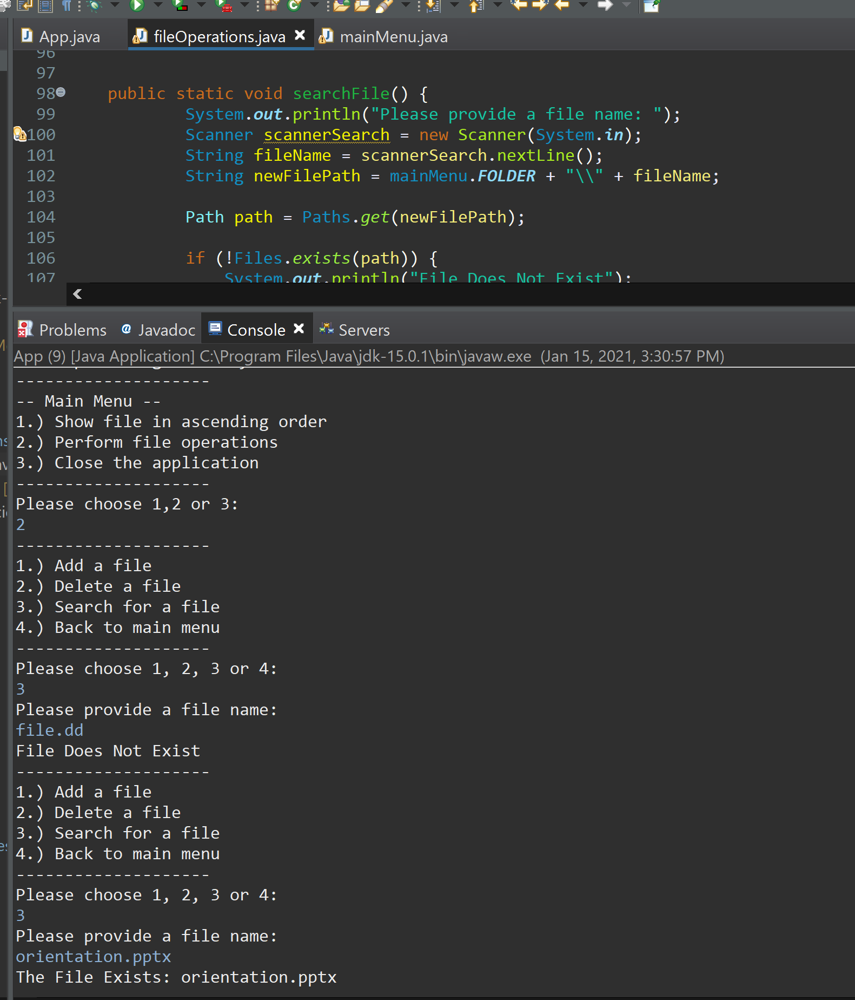 App.java
fileOperations.java
mainMenu.java
96
97
98 public static void searchFile() {
99 System.out.println("Please provide a file name: ");
100 Scanner scannerSearch = new Scanner(System.in);
101 String fileName = scannerSearch.nextLine();
102 String newFilePath = mainMenu.FOLDER + "\\" + fileName;
103
104 Path path = Paths.get(newFilePath);
105
106 if (!Files.exists(path)) {
107 System.out.println("File Does Not Exist");
Problems
Javadoc
Console
Servers
App (9) [Java Application] C:\Program Files\Java\jdk-15.0.1\bin\javaw.exe (Jan 15, 2021, 3:30:57 PM)
--------------------
-- Main Menu --
1.) Show file in ascending order
2.) Perform file operations
3.) Close the application
--------------------
Please choose 1,2 or 3:
2
--------------------
1.) Add a file
2.) Delete a file
3.) Search for a file
4.) Back to main menu
--------------------
Please choose 1, 2, 3 or 4:
3
Please provide a file name:
file.dd
File Does Not Exist
--------------------
1.) Add a file
2.) Delete a file
3.) Search for a file
4.) Back to main menu
--------------------
Please choose 1, 2, 3 or 4:
3
Please provide a file name:
orientation.pptx
The File Exists: orientation.pptx